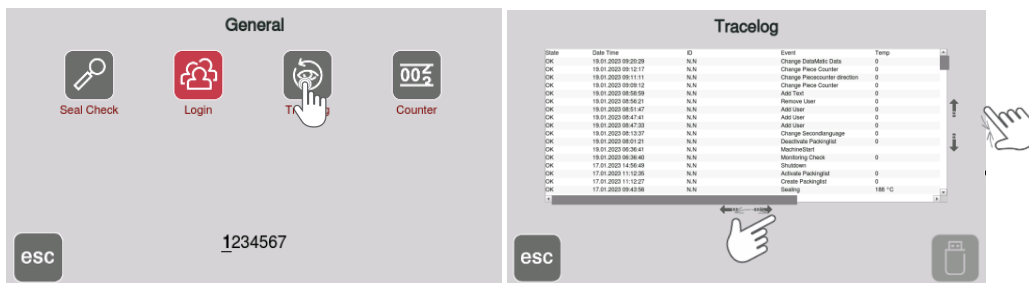 General
Seal Check
Login
Counter
002
esc
1234567
Tracelog
State Date Time ID Event Temp
OK 19.01.2023 09:20:29 N.N Change DataMatic Data 0
OK 19.01.2023 09:12:17 N.N Change Piece Counter 0
OK 19.01.2023 09:11:11 N.N Change Piececounter direction 0
OK 19.01.2023 09:09:12 N.N Change Piece Counter 0
OK 19.01.2023 08:58:59 N.N Add Text 0
OK 19.01.2023 08:56:21 N.N Remove User 0
OK 19.01.2023 08:51:47 N.N Add User 0
OK 19.01.2023 08:47:41 N.N Add User 0
OK 19.01.2023 08:47:33 N.N Add User 0
OK 19.01.2023 08:13:37 N.N Change Secondlanguage 0
OK 19.01.2023 08:01:21 N.N Deactivate Packinglist 0
OK 19.01.2023 06:36:41 N.N MachineStart
OK 19.01.2023 06:36:40 N.N Monitoring Check 0
OK 17.01.2023 14:56:49 N.N Shutdown
OK 17.01.2023 11:12:35 N.N Activate Packinglist 0
OK 17.01.2023 11:12:27 N.N Create Packinglist 0
OK 17.01.2023 09:43:56 N.N Sealing 188 °C
esc